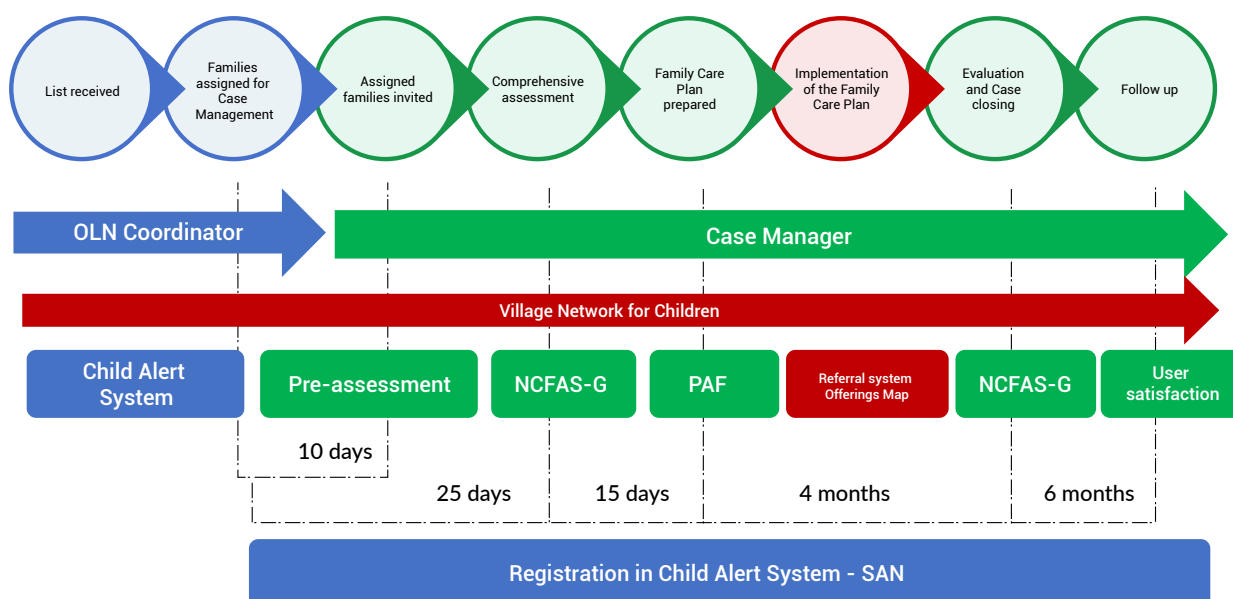 List received
Families
assigned for
Case
Management
Assigned
families invited
Comprehensive
assessment
Family Care
Plan
prepared
Implementation
of the Family
Care Plan
Evaluation
and Case
closing
Follow up
OLN Coordinator
Case Manager
Village Network for Children
Child Alert
System
Pre-assessment
NCFAS-G
PAF
Referral system
Offerings Map
NCFAS-G
User
satisfaction
10 days
25 days
15 days
4 months
6 months
Registration in Child Alert System - SAN